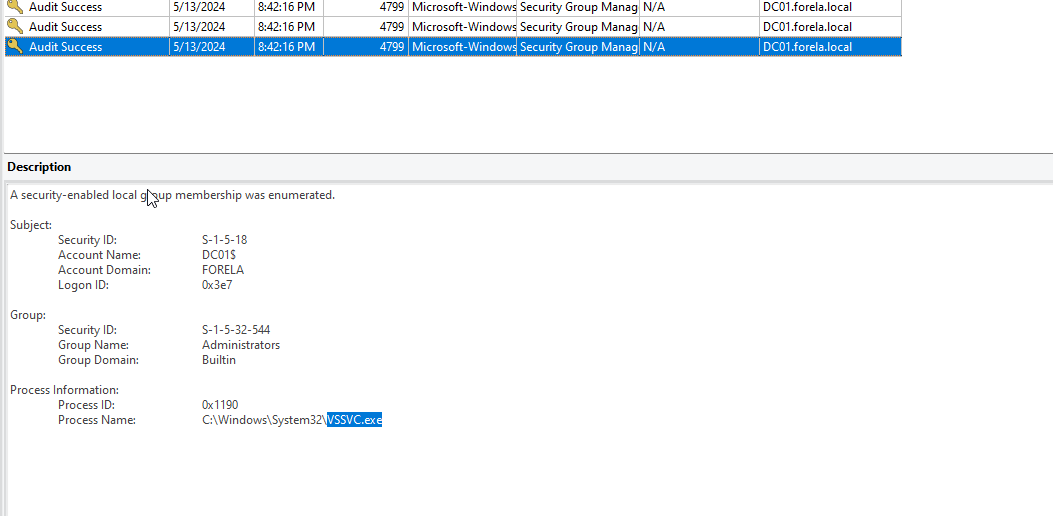 Audit Success 5/13/2024 8:42:16 PM 4799 Microsoft-Windows Security Group Manag N/A DC01.forela.local
Audit Success 5/13/2024 8:42:16 PM 4799 Microsoft-Windows Security Group Manag N/A DC01.forela.local
Audit Success 5/13/2024 8:42:16 PM 4799 Microsoft-Windows Security Group Manag N/A DC01.forela.local
Description
A security-enabled local group membership was enumerated.
Subject:
Security ID: S-1-5-18
Account Name: DC01$
Account Domain: FORELA
Logon ID: 0x3e7
Group:
Security ID: S-1-5-32-544
Group Name: Administrators
Group Domain: Builtin
Process Information:
Process ID: 0x1190
Process Name: C:\Windows\System32\VSSVC.exe